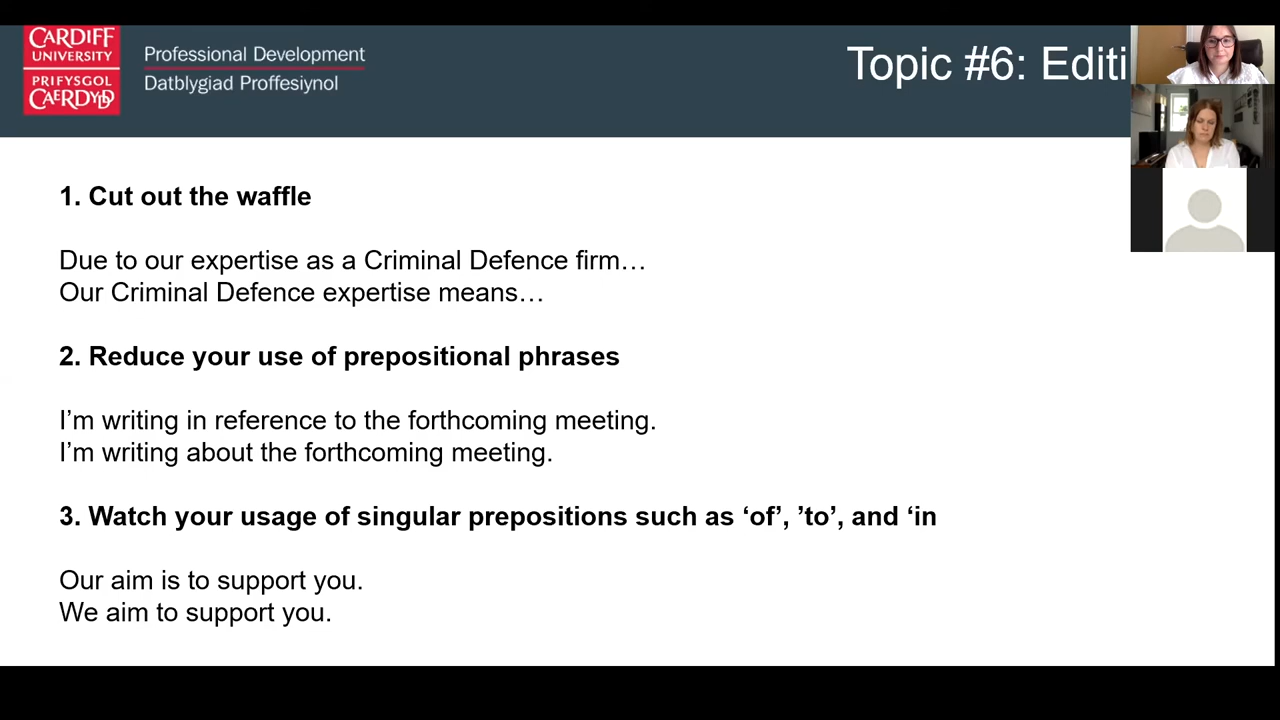 CARDIFF
UNIVERSITY
PRIFYSGOL
CAERDYDD
Professional Development
Datblygiad Proffesiynol
Topic #6: Editi
1. Cut out the waffle
Due to our expertise as a Criminal Defence firm…
Our Criminal Defence expertise means…
2. Reduce your use of prepositional phrases
I’m writing in reference to the forthcoming meeting.
I’m writing about the forthcoming meeting.
3. Watch your usage of singular prepositions such as ‘of’, ’to’, and ‘in
Our aim is to support you.
We aim to support you.